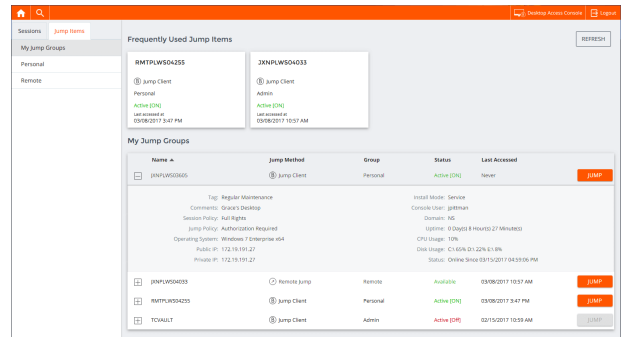 Desktop Access Console Logout
Sessions Jump Items
My Jump Groups
Personal
Remote
Frequently Used Jump Items
REFRESH
RMTPLWS04255
Jump Client
Personal
Active [ON]
Last accessed at
03/08/2017 3:47 PM
JXNPLWS04033
Jump Client
Admin
Active [ON]
Last accessed at
03/08/2017 10:57 AM
My Jump Groups
Name Jump Method Group Status Last Accessed
JXNPLWS03605 Jump Client Personal Active [ON] Never JUMP
Tag: Regular Maintenance Install Mode: Service
Comments: Grace's Desktop Console User: jpittman
Session Policy: Full Rights Domain: NS
Jump Policy: Authorization Required Uptime: 0 Day(s) 8 Hour(s) 27 Minute(s)
Operating System: Windows 7 Enterprise x64 CPU Usage: 10%
Public IP: 172.19.191.27 Disk Usage: C:\ 65% D:\ 22% E:\ 8%
Private IP: 172.19.191.27 Status: Online Since 03/15/2017 04:59:06 PM
JXNPLWS04033 Remote Jump Remote Available 03/08/2017 10:57 AM JUMP
RMTPLWS04255 Jump Client Personal Active [ON] 03/08/2017 3:47 PM JUMP
TCVAULT Jump Client Admin Active [Off] 02/15/2017 10:59 AM JUMP